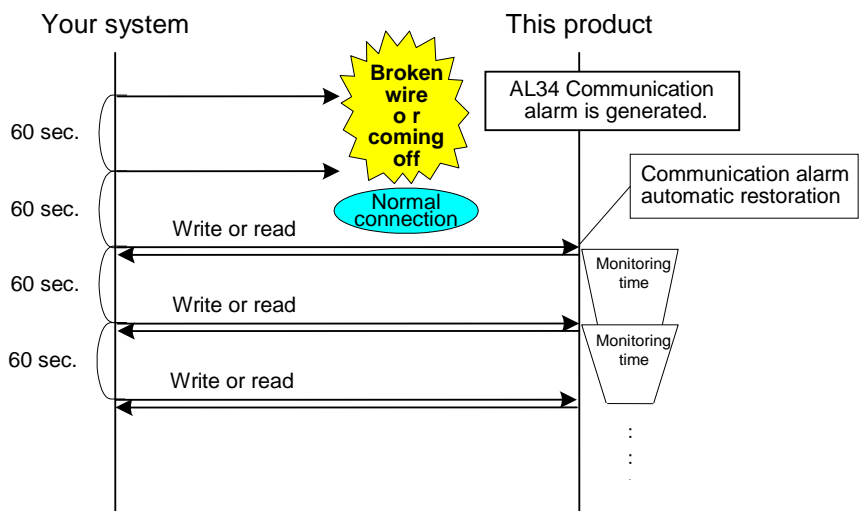 Your system
This product
Broken
wire
o r
coming
off
AL34 Communication
alarm is generated.
60 sec.
Communication alarm
automatic restoration
60 sec.
Normal
connection
Write or read
Monitoring
time
60 sec.
Write or read
Monitoring
time
60 sec.
Write or read